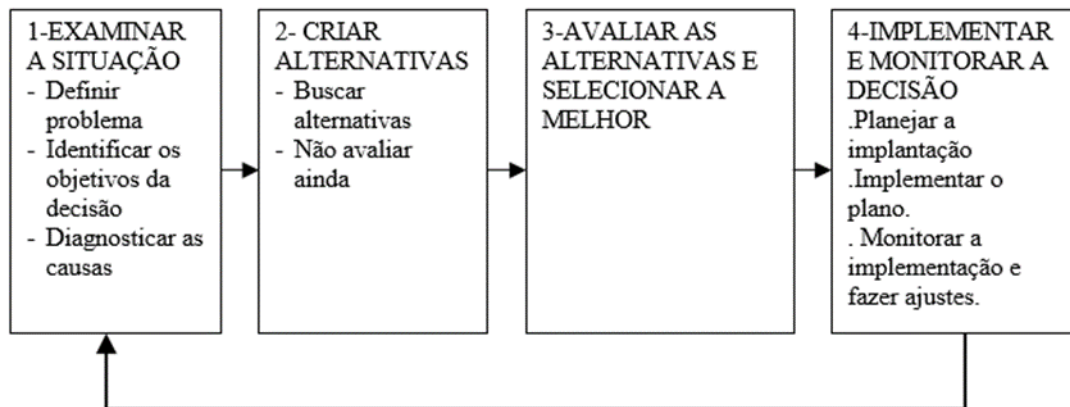 1-EXAMINAR
A SITUAÇÃO
- Definir
problema
- Identificar os
objetivos da
decisão
- Diagnosticar as
causas
2- CRIAR
ALTERNATIVAS
- Buscar
alternativas
- Não avaliar
ainda
3-AVALIAR AS
ALTERNATIVAS E
SELECIONAR A
MELHOR
4-IMPLEMENTAR
E MONITORAR A
DECISÃO
.Planejar a
implantação
.Implementar o
plano.
. Monitorar a
implementação e
fazer ajustes.